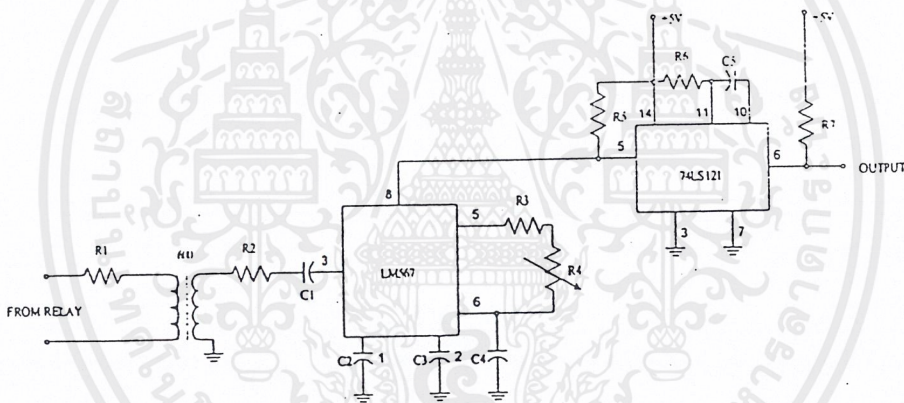 +5V
+5V
R6
C5
R5
14
11
10
R7
5
6
74LS121
OUTPUT
8
3
7
5
R3
R1
R2
3
LM567
R4
C1
6
FROM RELAY
C2
1
C3
2
C4